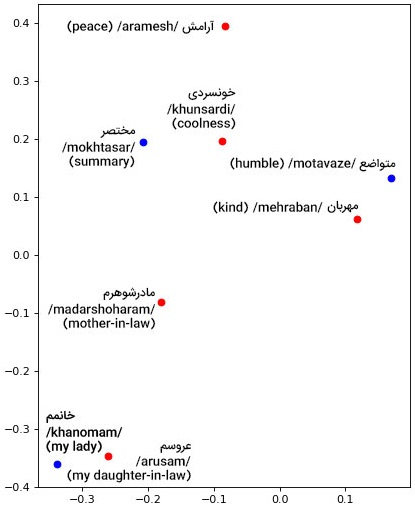 0.4
(peace) /aramesh/ آرامش
0.3
خونسردی
/khunsardi/
(coolness)
0.2
مختصر
/mokhtasar/
(summary)
(humble) /motavaze/ متواضع
0.1
(kind) /mehraban/ مهربان
0.0
−0.1
مادرشوهرم
/madarshoharam/
(mother-in-law)
−0.2
−0.3
خانمم
/khanomam/
(my lady)
عروسم
/arusam/
(my daughter-in-law)
−0.4
−0.3 −0.2 −0.1 0.0 0.1